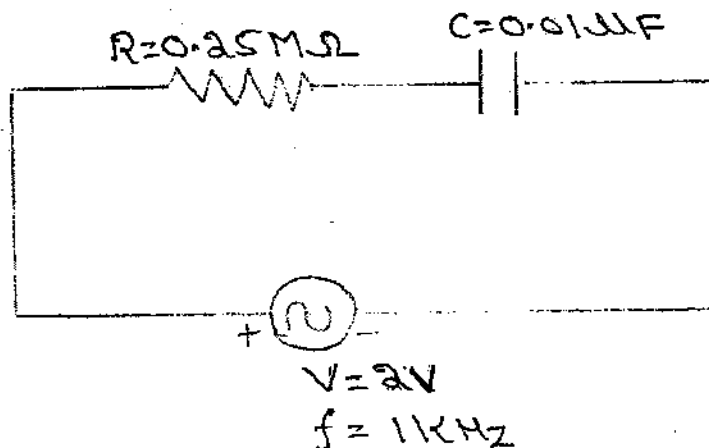 R=0.25MΩ
C=0.01μF
+ -
V=2V
f=1KHz